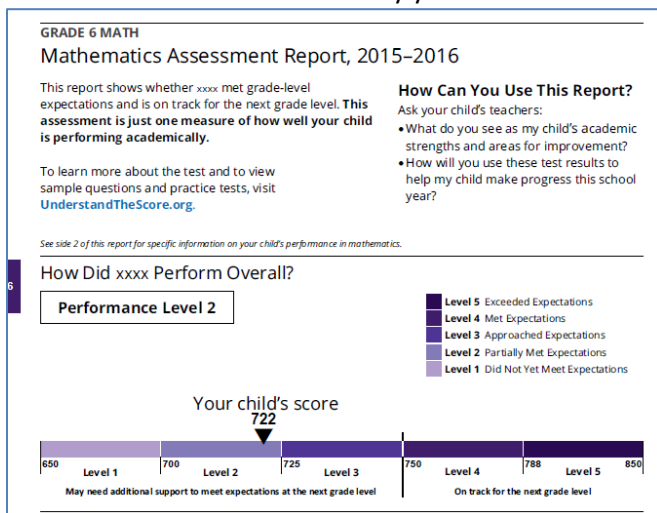 GRADE 6 MATH
Mathematics Assessment Report, 2015–2016
This report shows whether xxxx met grade-level
expectations and is on track for the next grade level. This
assessment is just one measure of how well your child
is performing academically.
To learn more about the test and to view
sample questions and practice tests, visit
UnderstandTheScore.org.
How Can You Use This Report?
Ask your child's teachers:
• What do you see as my child's academic
strengths and areas for improvement?
• How will you use these test results to
help my child make progress this school
year?
See side 2 of this report for specific information on your child's performance in mathematics.
6
How Did xxxx Perform Overall?
Performance Level 2
Level 5 Exceeded Expectations
Level 4 Met Expectations
Level 3 Approached Expectations
Level 2 Partially Met Expectations
Level 1 Did Not Yet Meet Expectations
Your child's score
722
650 Level 1 700 Level 2 725 Level 3 750 Level 4 788 Level 5 850
May need additional support to meet expectations at the next grade level
On track for the next grade level